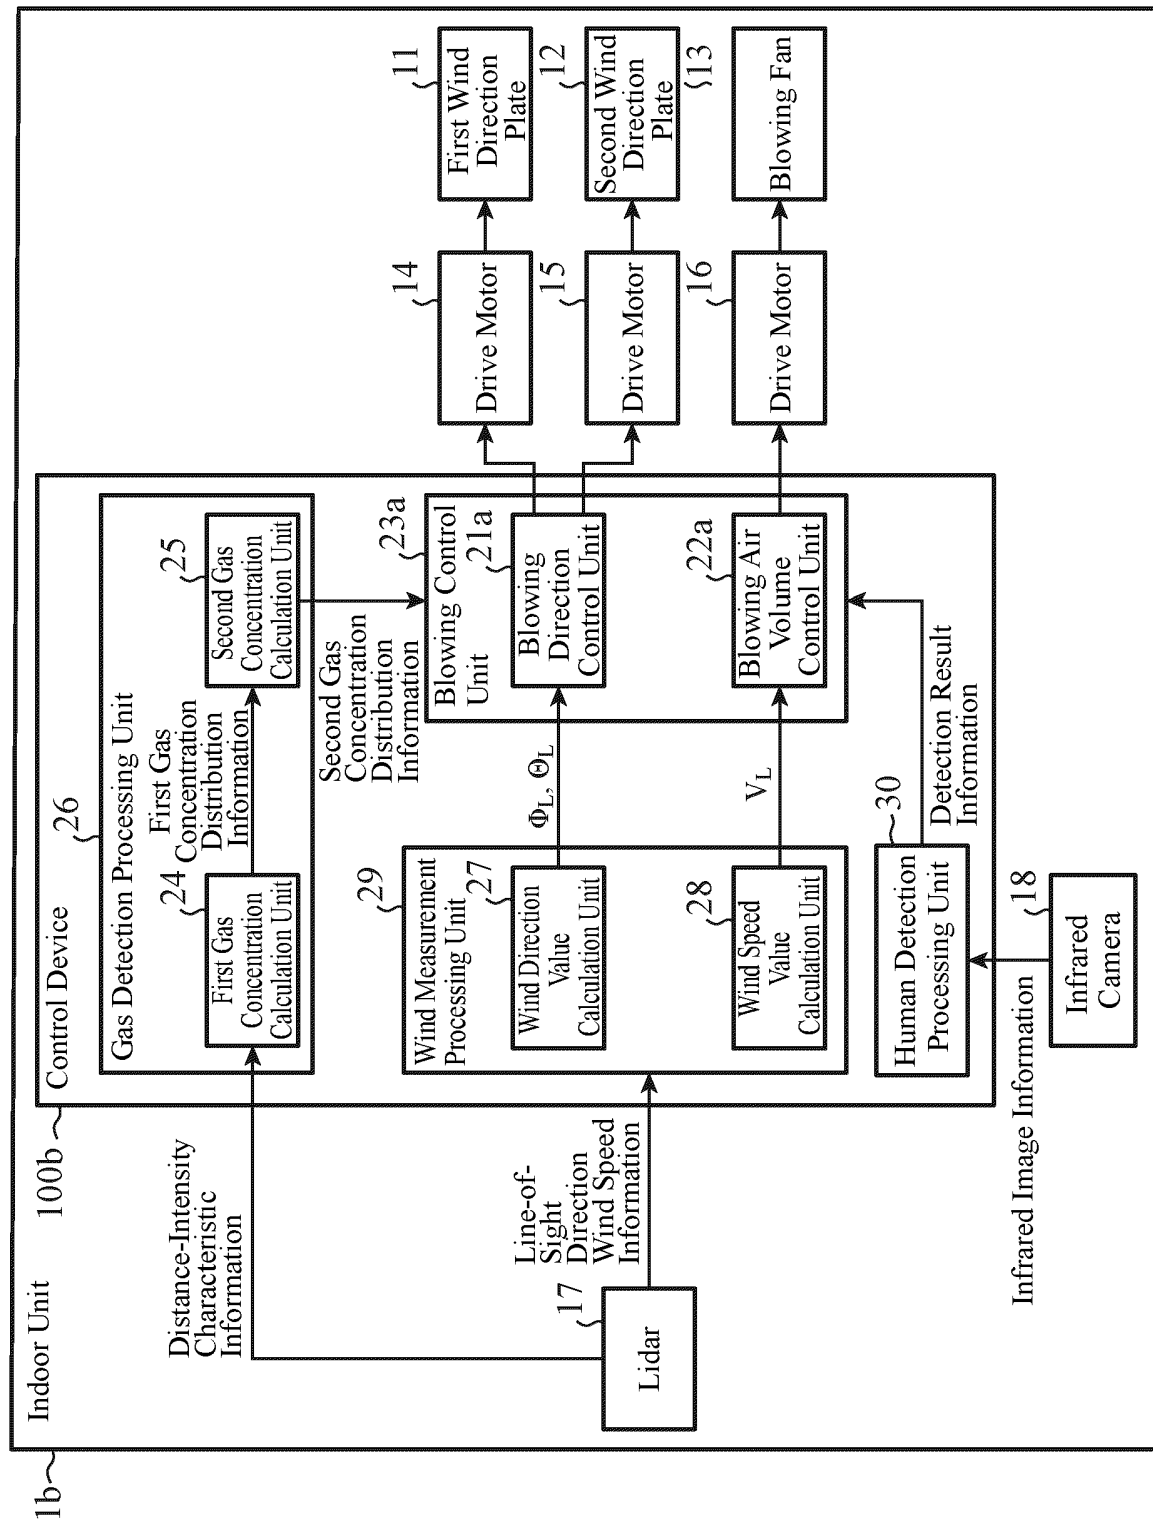 1b
Indoor Unit
100b
Control Device
26
Gas Detection Processing Unit
Distance-Intensity
Characteristic
Information
24
First Gas
Concentration
Calculation Unit
First Gas
Concentration
Distribution
Information
25
Second Gas
Concentration
Calculation Unit
Second Gas
Concentration
Distribution
Information
17
Lidar
Line-of-
Sight
Direction
Wind Speed
Information
29
Wind Measurement
Processing Unit
27
Wind Direction
Value
Calculation Unit
28
Wind Speed
Value
Calculation Unit
ΦL, ΘL
VL
23a
Blowing Control
Unit
21a
Blowing
Direction
Control Unit
22a
Blowing Air
Volume
Control Unit
30
Human Detection
Processing Unit
Detection Result
Information
18
Infrared
Camera
Infrared Image Information
14
Drive Motor
15
Drive Motor
16
Drive Motor
11
First Wind
Direction
Plate
12
Second Wind
Direction
Plate
13
Blowing Fan